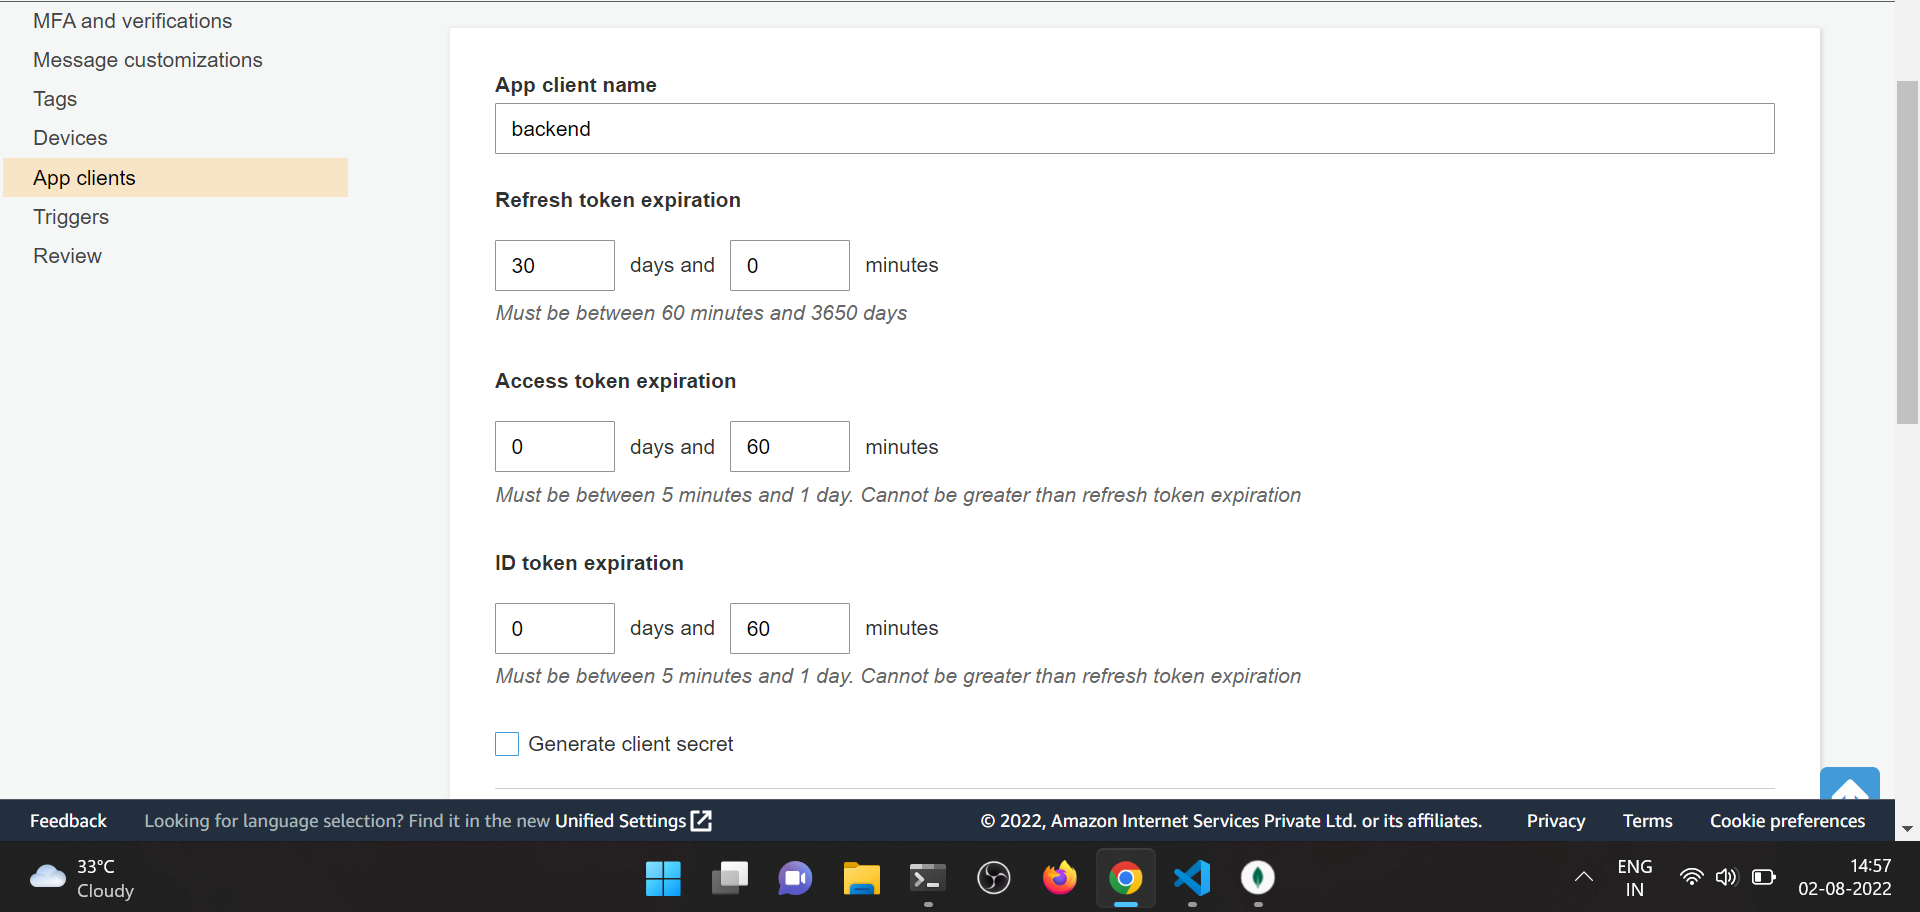 MFA and verifications
Message customizations
Tags
Devices
App clients
Triggers
Review
App client name
backend
Refresh token expiration
30 days and 0 minutes
Must be between 60 minutes and 3650 days
Access token expiration
0 days and 60 minutes
Must be between 5 minutes and 1 day. Cannot be greater than refresh token expiration
ID token expiration
0 days and 60 minutes
Must be between 5 minutes and 1 day. Cannot be greater than refresh token expiration
Generate client secret
Feedback Looking for language selection? Find it in the new Unified Settings © 2022, Amazon Internet Services Private Ltd. or its affiliates. Privacy Terms Cookie preferences
33°C
Cloudy
ENG
IN
14:57
02-08-2022